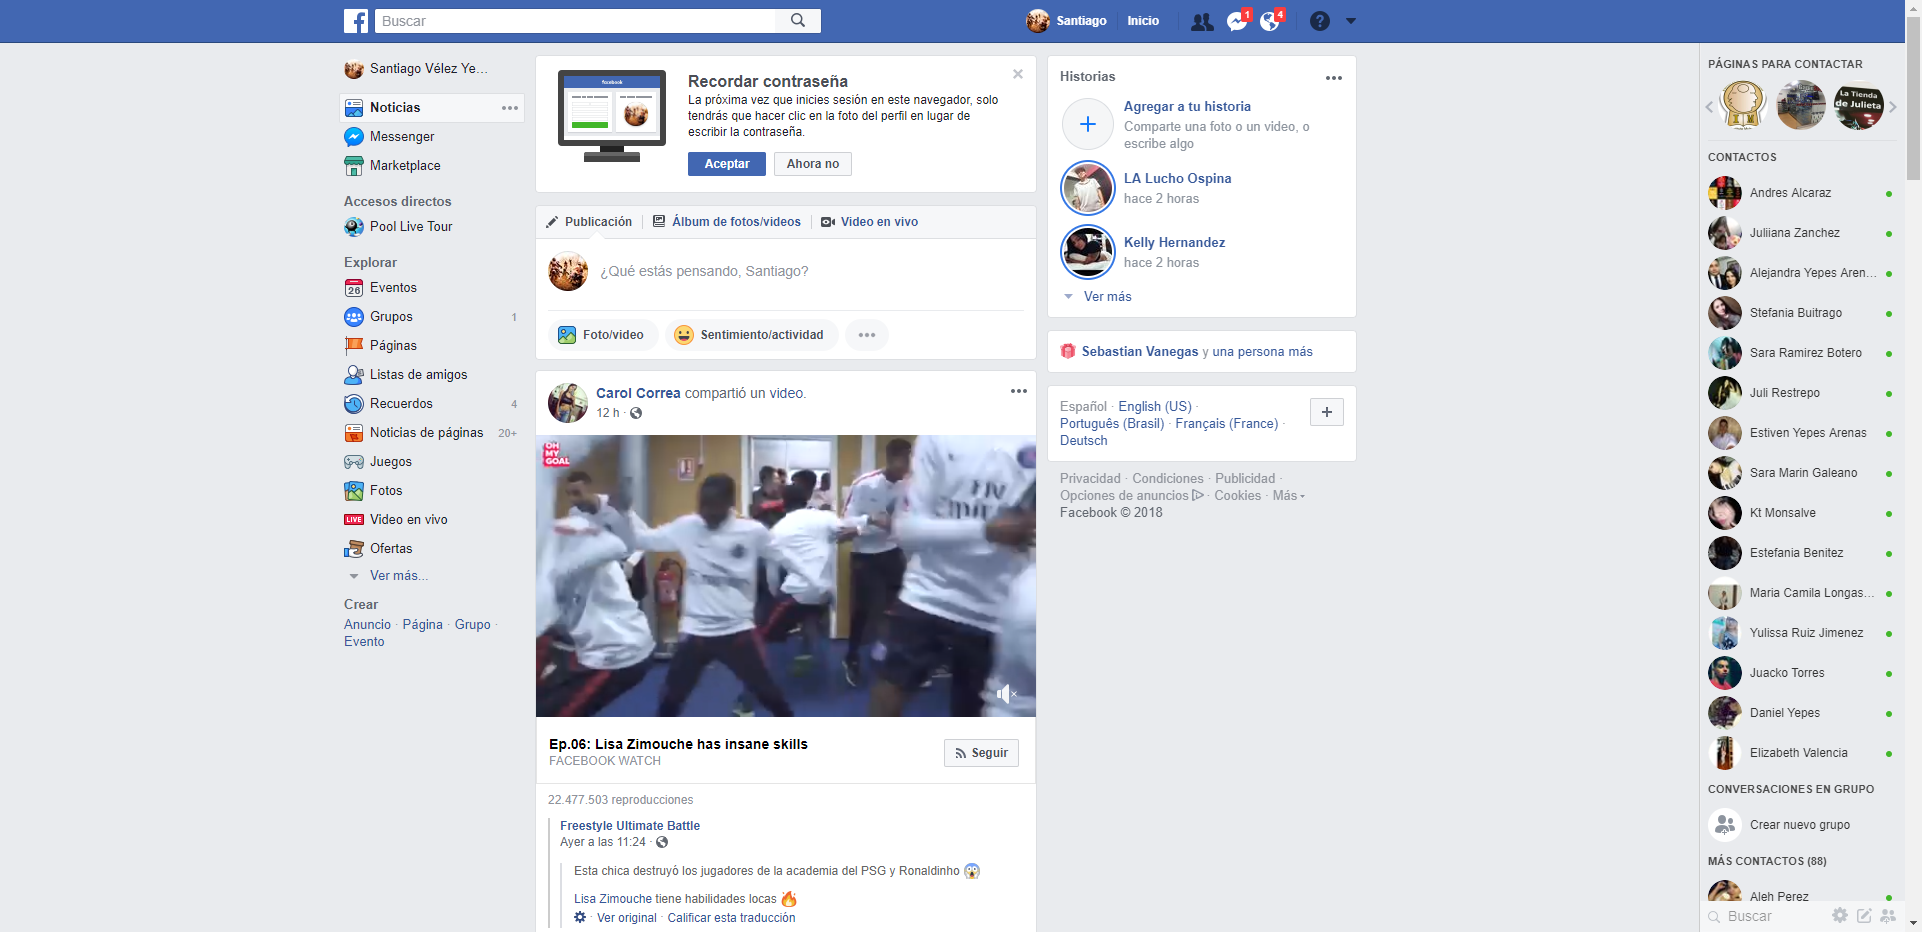 Buscar
Santiago
Inicio
1
4
Santiago Vélez Ye...
Noticias
Messenger
Marketplace
Accesos directos
Pool Live Tour
Explorar
26
Eventos
Grupos 1
Páginas
Listas de amigos
Recuerdos 4
Noticias de páginas 20+
Juegos
Fotos
LIVE Video en vivo
Ofertas
Ver más...
Crear
Anuncio · Página · Grupo ·
Evento
facebook
Recordar contraseña
La próxima vez que inicies sesión en este navegador, solo
tendrás que hacer clic en la foto del perfil en lugar de
escribir la contraseña.
Aceptar
Ahora no
Publicación
Álbum de fotos/videos
Video en vivo
¿Qué estás pensando, Santiago?
Foto/video
Sentimiento/actividad
Carol Correa compartió un video.
12 h ·
OH
MY
GOAL
Ep.06: Lisa Zimouche has insane skills
FACEBOOK WATCH
Seguir
22.477.503 reproducciones
Freestyle Ultimate Battle
Ayer a las 11:24 ·
Esta chica destruyó los jugadores de la academia del PSG y Ronaldinho
Lisa Zimouche tiene habilidades locas
· Ver original · Calificar esta traducción
Historias
Agregar a tu historia
Comparte una foto o un video, o
escribe algo
LA Lucho Ospina
hace 2 horas
Kelly Hernandez
hace 2 horas
Ver más
Sebastian Vanegas y una persona más
Español · English (US) ·
Português (Brasil) · Français (France) ·
Deutsch
Privacidad · Condiciones · Publicidad ·
Opciones de anuncios · Cookies · Más
Facebook © 2018
PÁGINAS PARA CONTACTAR
La Tienda
de Julieta
CONTACTOS
Andres Alcaraz
Juliiana Zanchez
Alejandra Yepes Aren...
Stefania Buitrago
Sara Ramirez Botero
Juli Restrepo
Estiven Yepes Arenas
Sara Marin Galeano
Kt Monsalve
Estefania Benitez
Maria Camila Longas...
Yulissa Ruiz Jimenez
Juacko Torres
Daniel Yepes
Elizabeth Valencia
CONVERSACIONES EN GRUPO
Crear nuevo grupo
MÁS CONTACTOS (88)
Aleh Perez
Buscar